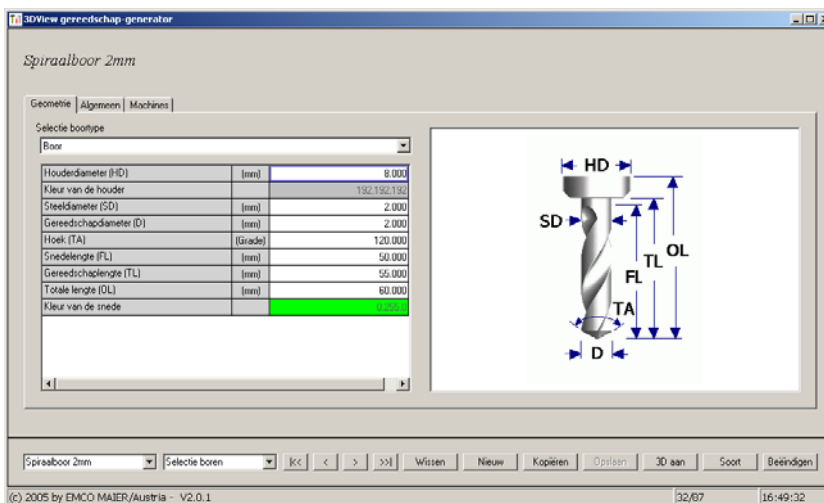 3DView gereedschap-generator
Spiraalboor 2mm
Geometrie Algemeen Machines
Selectie boortype
Boor
Houderdiameter (HD) (mm) 8.000
Kleur van de houder 192.192.192
Steeldiameter (SD) (mm) 2.000
Gereedschapdiameter (D) (mm) 2.000
Hoek (TA) (Grade) 120.000
Snedelengte (FL) (mm) 50.000
Gereedschaplengte (TL) (mm) 55.000
Totale lengte (OL) (mm) 60.000
Kleur van de snede 0.255.0
HD
SD
OL
TL
FL
TA
D
Spiraalboor 2mm Selectie boren |<< < > >>| Wissen Nieuw Kopiëren Opslaan 3D aan Soort Beëindigen
(c) 2005 by EMCO MAIER/Austria - V2.0.1 32/87 16:49:32